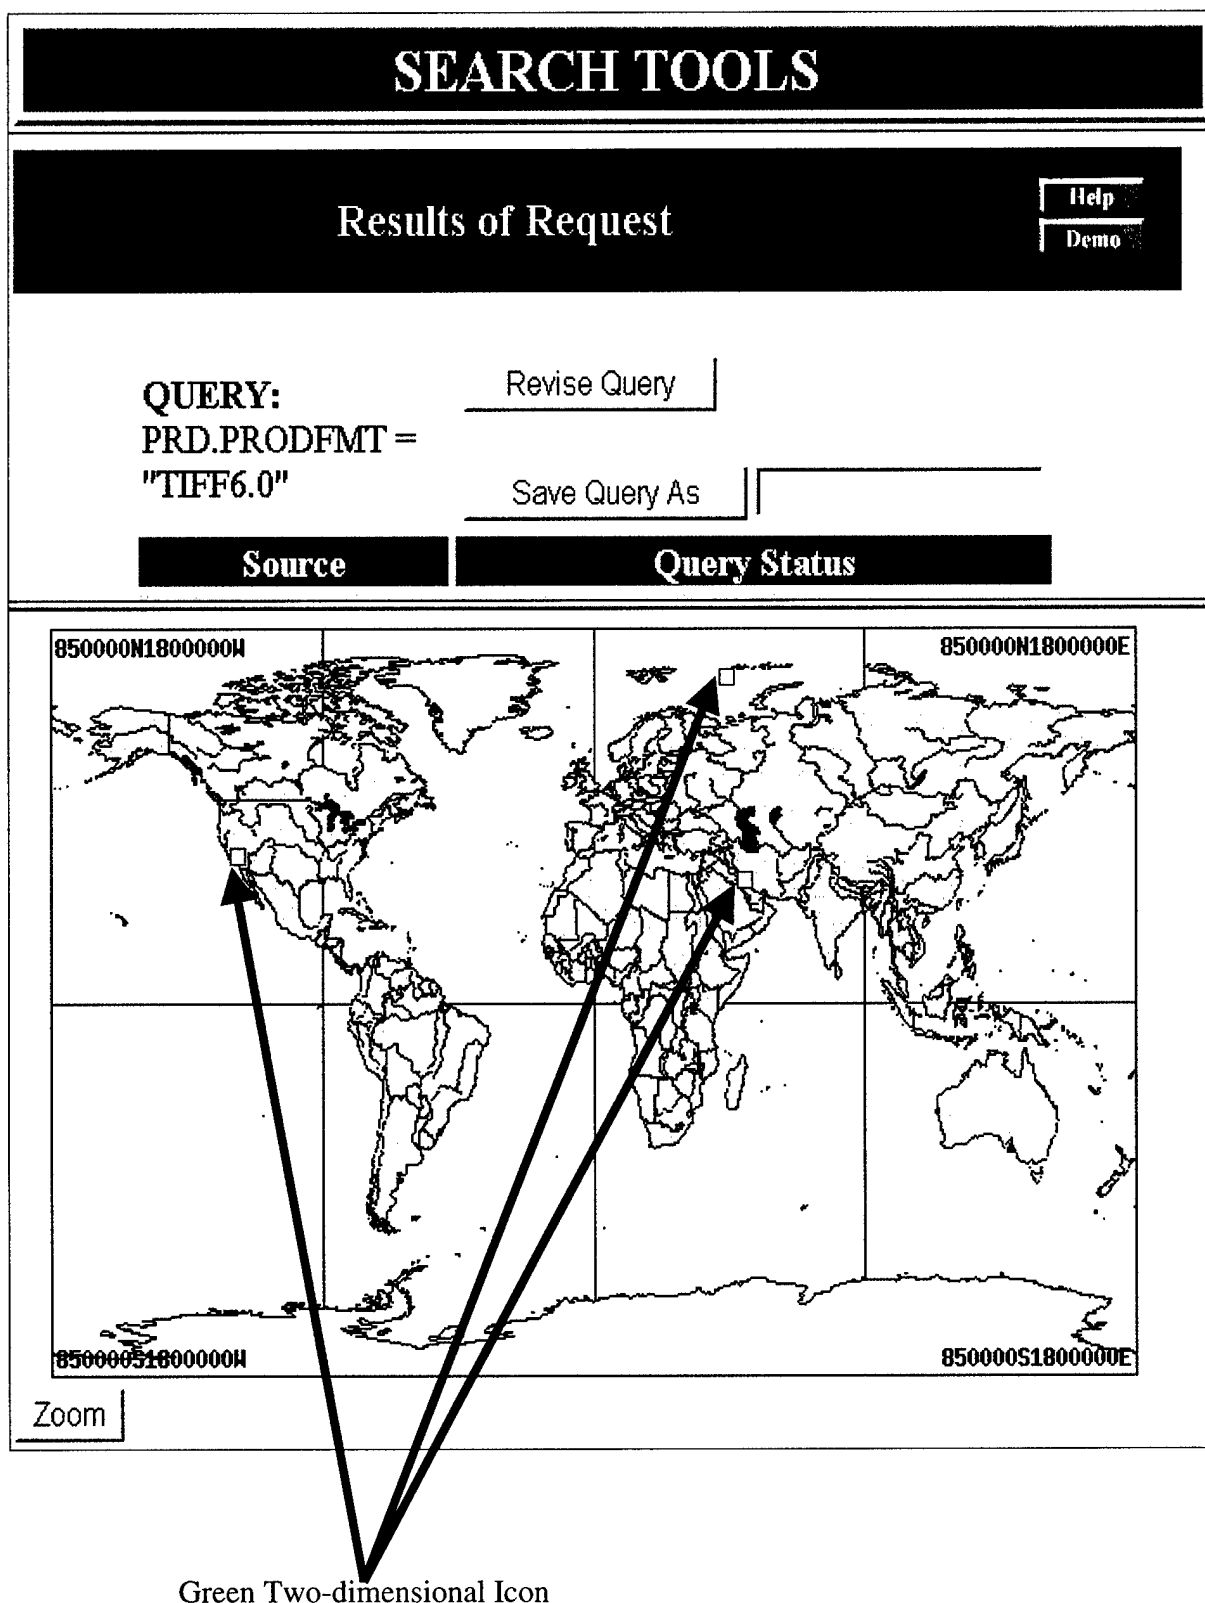 SEARCH TOOLS
Results of Request
Help
Demo
QUERY:
PRD.PRODFMT =
"TIFF6.0"
Revise Query
Save Query As
Source
Query Status
850000N1800000W
850000N1800000E
850000S1800000W
850000S1800000E
Zoom
Green Two-dimensional Icon